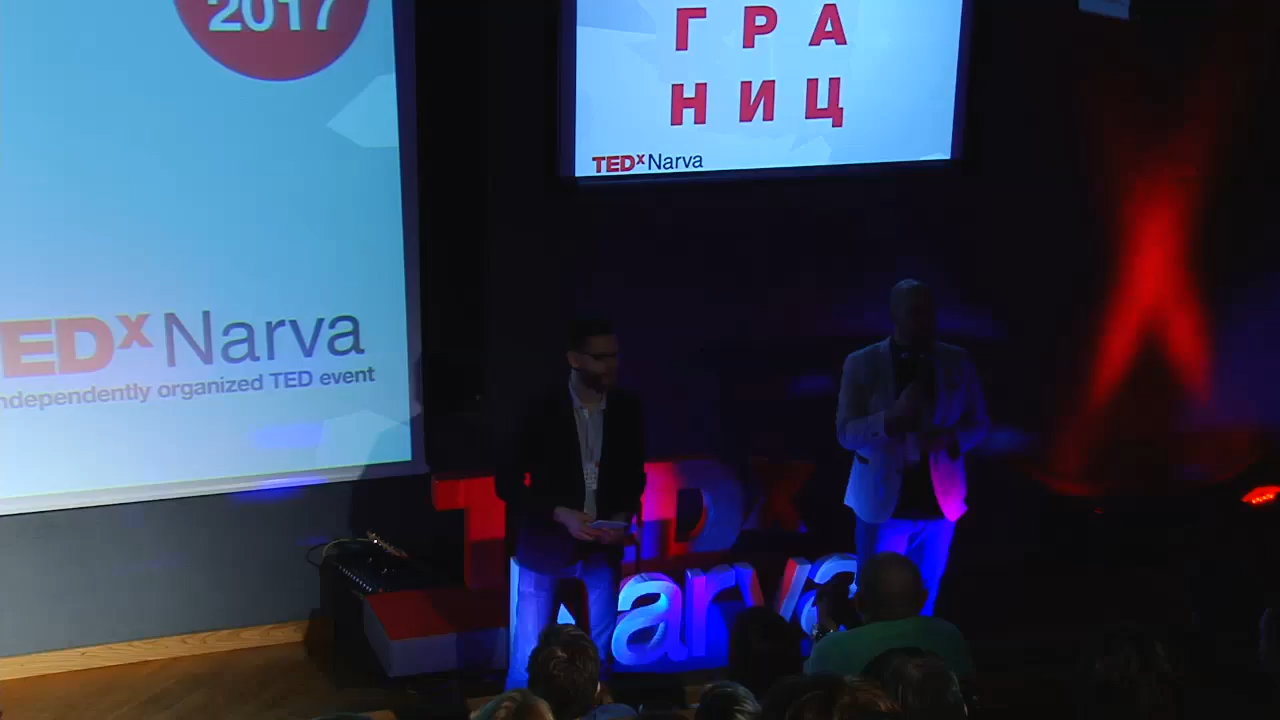 2017
TEDxNarva
independently organized TED event
ГРА
НИЦ
TEDxNarva
TEDx
Narva